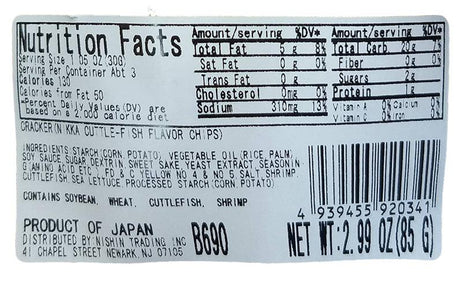 Nutrition Facts
Serving Size 1.05 OZ (30G)
Serving Per Container Abt 3
Calories 130
Calories from Fat 50
*Percent Daily Values (DV) are
based on a 2,000 calorie diet
Amount/serving %DV*
Total Fat 5g 8%
Sat Fat 0g 0%
Trans Fat 0g
Cholesterol 0mg 0%
Sodium 310mg 13%
Amount/serving %DV*
Total Carb. 20g 7%
Fiber 0g 0%
Sugars 2g
Protein 1g
Vitamin A 0% Calcium 0%
Vitamin C 0% Iron 0%
CRACKER(N KKA CUTTLE-FISH FLAVOR CHIPS)
INGREDIENTS:STARCH(CORN, POTATO), VEGETABLE OIL(RICE, PALM),
SOY SAUCE, SUGAR, DEXTRIN, SWEET SAKE, YEAST EXTRACT, SEASONIN
G(AMINO ACID ETC.), FD & C YELLOW NO 4 & NO 5, SALT, SHRIMP,
CUTTLEFISH, SEA LETTUCE, PROCESSED STARCH(CORN, POTATO)
CONTAINS SOYBEAN, WHEAT, CUTTLEFISH, SHRIMP
PRODUCT OF JAPAN
DISTRIBUTED BY NISHIN TRADING INC
41 CHAPEL STREET NEWARK, NJ 07105
B690
4 939455 920341
NET WT:2.99 OZ(85 G)